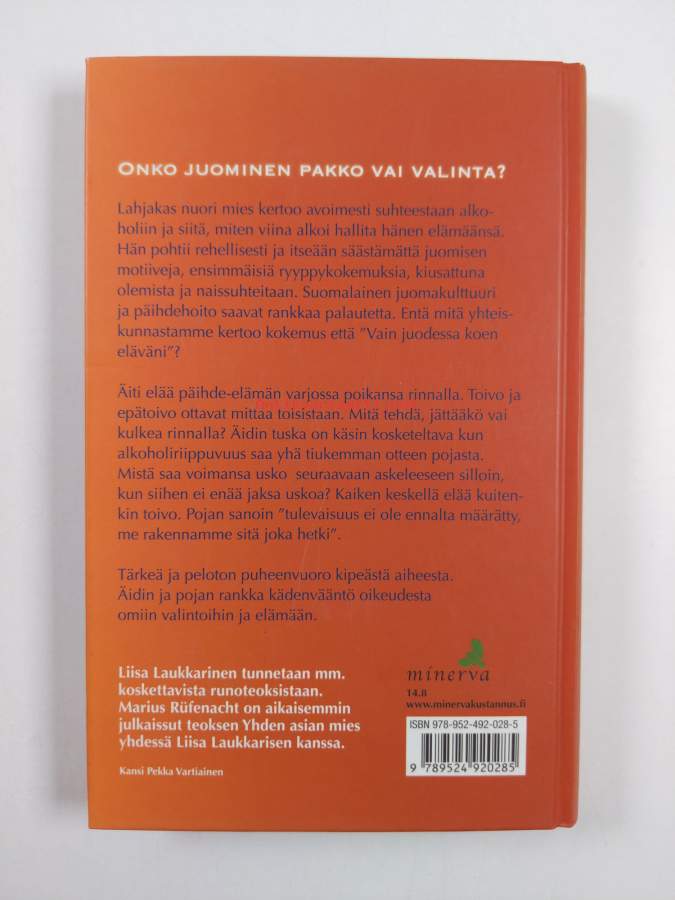 ONKO JUOMINEN PAKKO VAI VALINTA?
Lahjakas nuori mies kertoo avoimesti suhteestaan alko-
holiin ja siitä, miten viina alkoi hallita hänen elämäänsä.
Hän pohtii rehellisesti ja itseään säästämättä juomisen
motiiveja, ensimmäisiä ryyppykokemuksia, kiusattuna
olemista ja naissuhteitaan. Suomalainen juomakulttuuri
ja päihdehoito saavat rankkaa palautetta. Entä mitä yhteis-
kunnastamme kertoo kokemus että ”Vain juodessa koen
eläväni”?
Äiti elää päihde-elämän varjossa poikansa rinnalla. Toivo ja
epätoivo ottavat mittaa toisistaan. Mitä tehdä, jättääkö vai
kulkea rinnalla? Äidin tuska on käsin kosketeltava kun
alkoholiriippuvuus saa yhä tiukemman otteen pojasta.
Mistä saa voimansa usko seuraavaan askeleeseen silloin,
kun siihen ei enää jaksa uskoa? Kaiken keskellä elää kuiten-
kin toivo. Pojan sanoin ”tulevaisuus ei ole ennalta määrätty,
me rakennamme sitä joka hetki”.
Tärkeä ja peloton puheenvuoro kipeästä aiheesta.
Äidin ja pojan rankka kädenvääntö oikeudesta
omiin valintoihin ja elämään.
Liisa Laukkarinen tunnetaan mm.
koskettavista runoteoksistaan.
Marius Rüfenacht on aikaisemmin
julkaissut teoksen Yhden asian mies
yhdessä Liisa Laukkarisen kanssa.
Kansi Pekka Vartiainen
minerva
14.8
www.minervakustannus.fi
ISBN 978-952-492-028-5
9 789524 920285